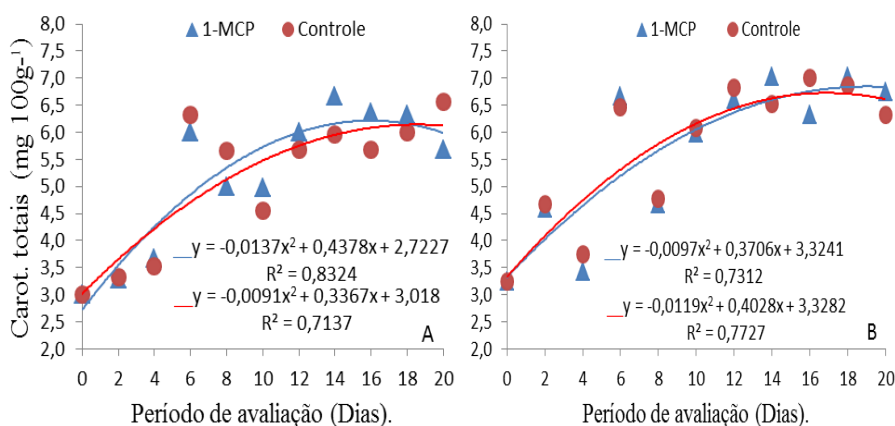 Carot. totais (mg 100g-¹)
8,0
7,5
7,0
6,5
6,0
5,5
5,0
4,5
4,0
3,5
3,0
2,5
2,0
1-MCP Controle
y = -0,0137x² + 0,4378x + 2,7227
R² = 0,8324
y = -0,0091x² + 0,3367x + 3,018
R² = 0,7137
A
0 2 4 6 8 10 12 14 16 18 20
Período de avaliação (Dias).
8,0
7,5
7,0
6,5
6,0
5,5
5,0
4,5
4,0
3,5
3,0
2,5
2,0
1-MCP Controle
y = -0,0097x² + 0,3706x + 3,3241
R² = 0,7312
y = -0,0119x² + 0,4028x + 3,3282
R² = 0,7727
B
0 2 4 6 8 10 12 14 16 18 20
Período de avaliação (Dias).